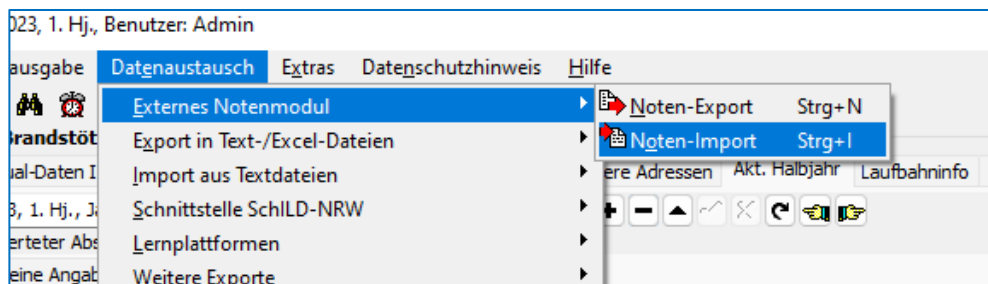 023, 1. Hj., Benutzer: Admin
ausgabe Datenaustausch Extras Datenschutzhinweis Hilfe
Externes Notenmodul
Noten-Export Strg+N
Brandstöt
Export in Text-/Excel-Dateien
Noten-Import Strg+I
ual-Daten I
Import aus Textdateien
ere Adressen Akt. Halbjahr Laufbahninfo
3, 1. Hj., Ja
Schnittstelle SchILD-NRW
erteter Abs
Lernplattformen
eine Angab
Weitere Exporte